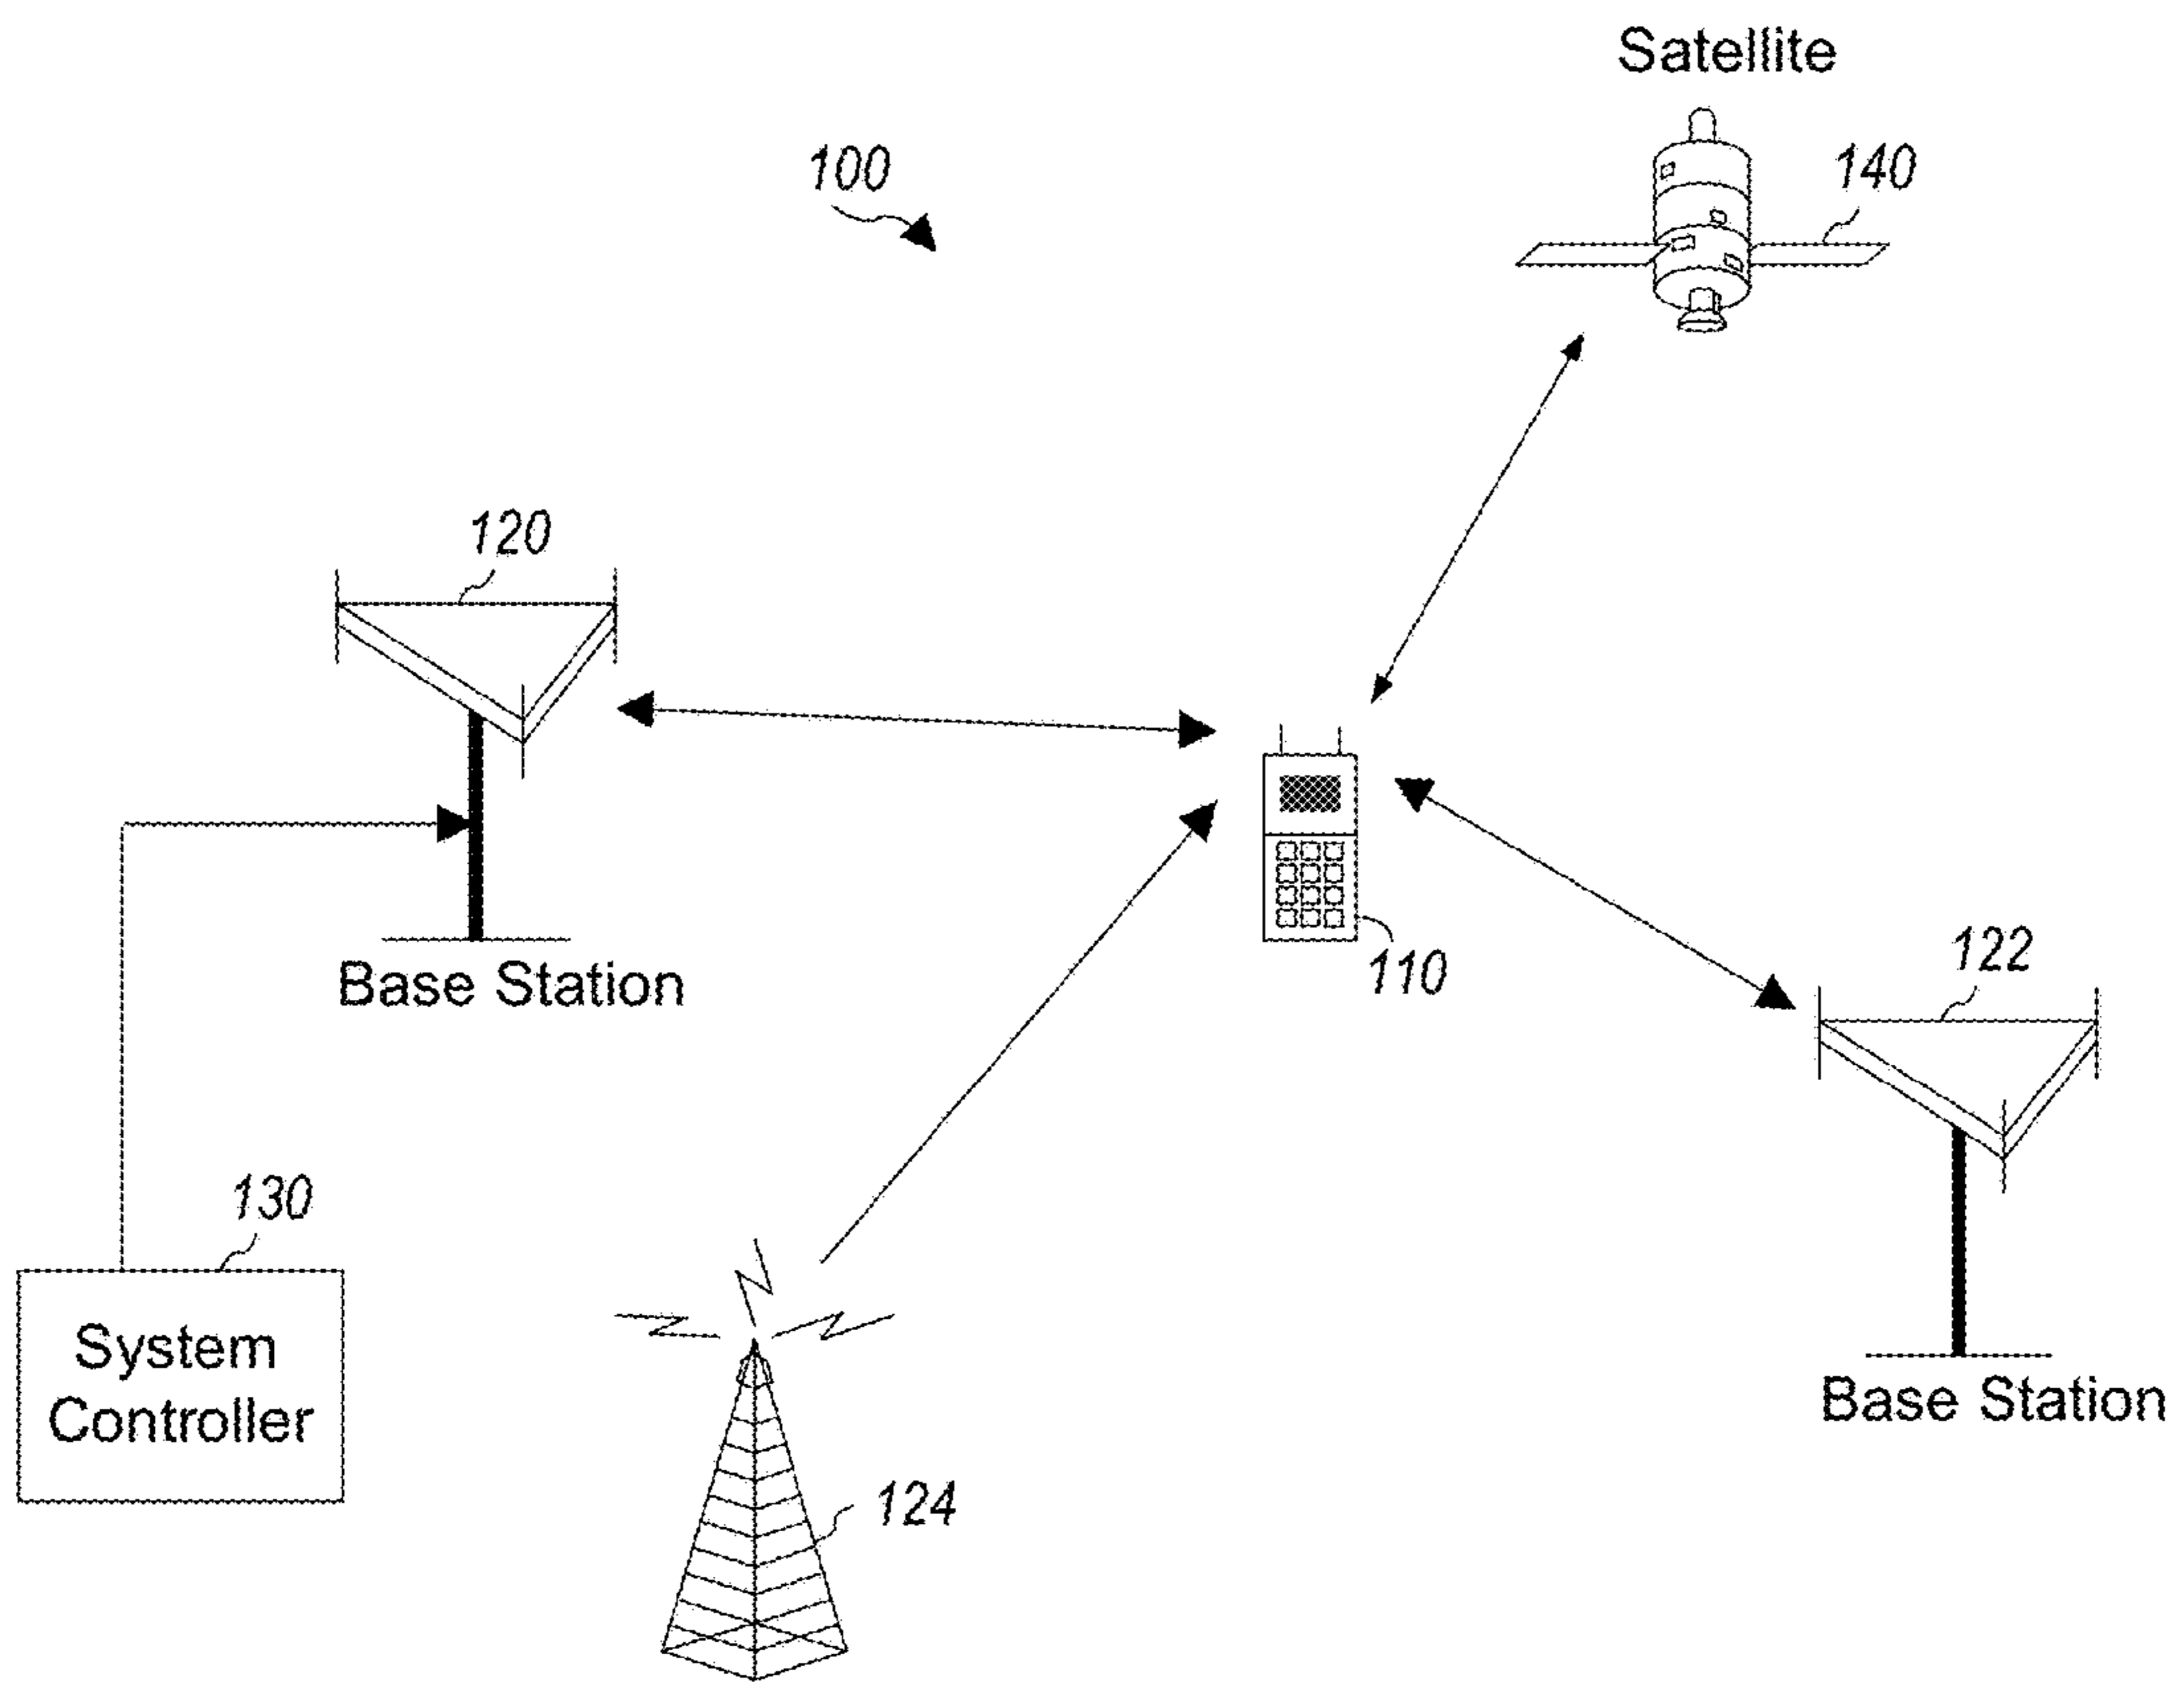 Satellite
100
140
120
Base Station
110
122
130
System
Controller
Base Station
124